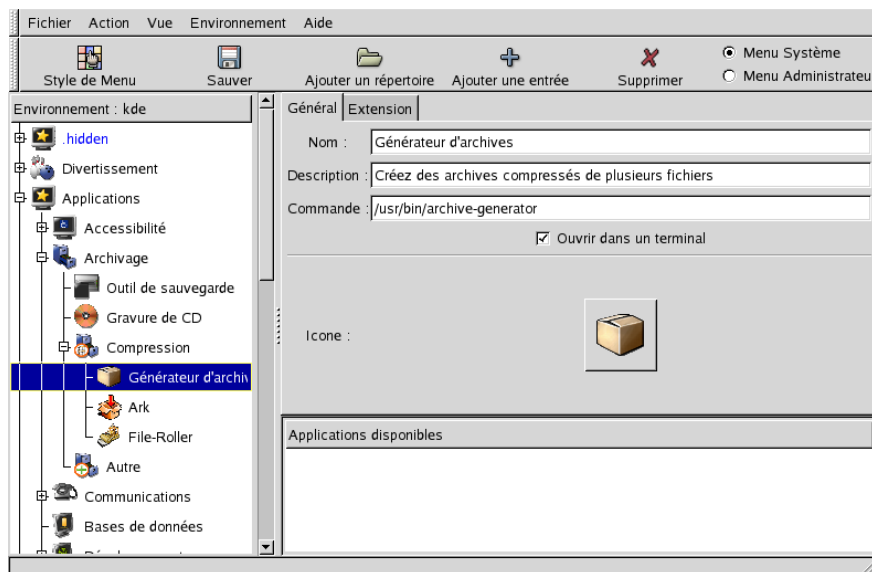 Fichier Action Vue Environnement Aide
Style de Menu Sauver Ajouter un répertoire Ajouter une entrée Supprimer
Menu Système
Menu Administrateu
Environnement : kde
.hidden
Divertissement
Applications
Accessibilité
Archivage
Outil de sauvegarde
Gravure de CD
Compression
Générateur d'archiv
Ark
File-Roller
Autre
Communications
Bases de données
Général Extension
Nom : Générateur d'archives
Description : Créez des archives compressés de plusieurs fichiers
Commande : /usr/bin/archive-generator
Ouvrir dans un terminal
Icone :
Applications disponibles